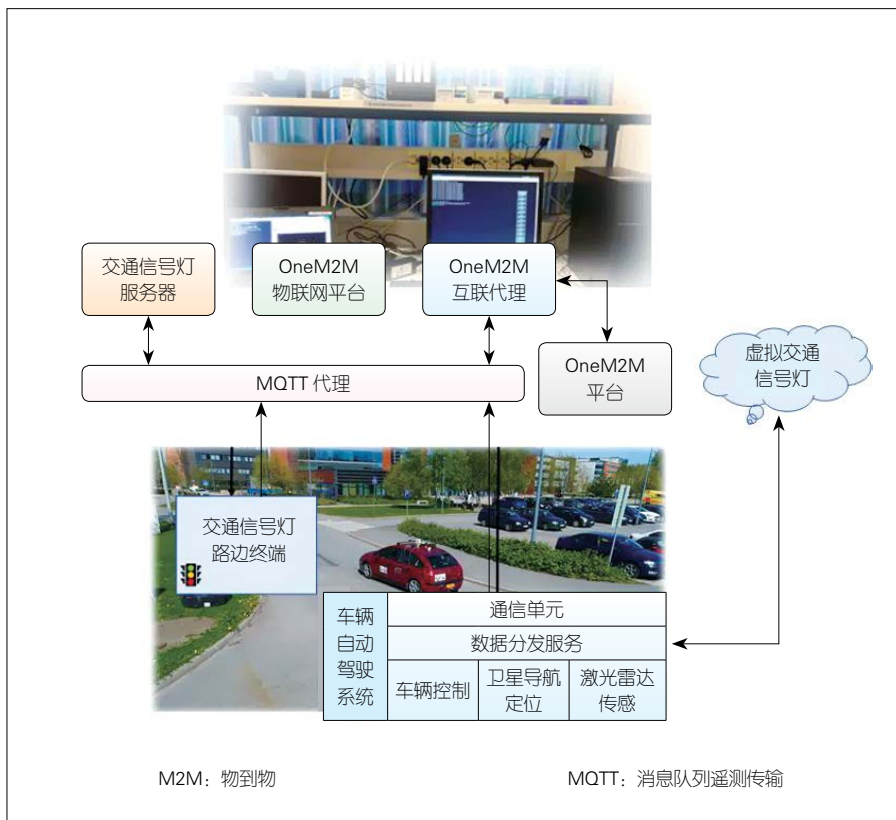 交通信号灯
服务器
OneM2M
物联网平台
OneM2M
互联代理
OneM2M
平台
虚拟交通
信号灯
MQTT 代理
交通信号灯
路边终端
车辆
自动
驾驶
系统
通信单元
数据分发服务
车辆控制
卫星导航
定位
激光雷达
传感
M2M：物到物
MQTT：消息队列遥测传输